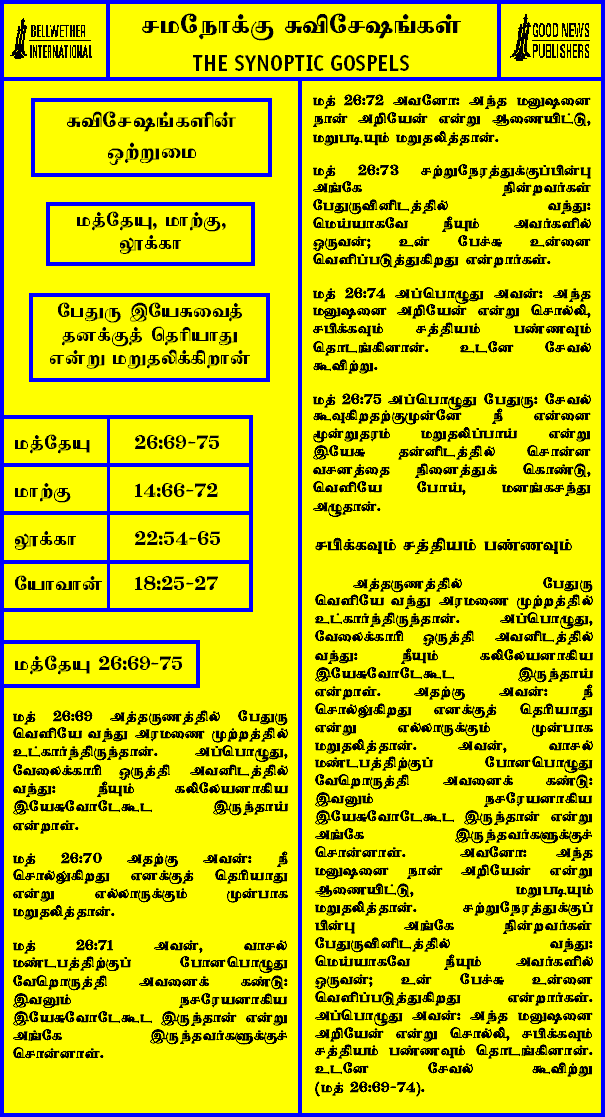 BELLWETHER
INTERNATIONAL
சமநோக்கு சுவிசேஷங்கள்
THE SYNOPTIC GOSPELS
GOOD NEWS
PUBLISHERS
சுவிசேஷங்களின்
ஒற்றுமை
மத்தேயு, மாற்கு,
லூக்கா
பேதுரு இயேசுவைத்
தனக்குத் தெரியாது
என்று மறுதலிக்கிறான்
மத்தேயு 26:69-75
மாற்கு 14:66-72
லூக்கா 22:54-65
யோவான் 18:25-27
மத்தேயு 26:69-75
மத் 26:69 அத்தருணத்தில் பேதுரு
வெளியே வந்து அரமணை முற்றத்தில்
உட்கார்ந்திருந்தான். அப்பொழுது,
வேலைக்காரி ஒருத்தி அவனிடத்தில்
வந்து: நீயும் கலிலேயனாகிய
இயேசுவோடேகூட இருந்தாய்
என்றாள்.
மத் 26:70 அதற்கு அவன்: நீ
சொல்லுகிறது எனக்குத் தெரியாது
என்று எல்லாருக்கும் முன்பாக
மறுதலித்தான்.
மத் 26:71 அவன், வாசல்
மண்டபத்திற்குப் போனபொழுது
வேறொருத்தி அவனைக் கண்டு:
இவனும் நசரேயனாகிய
இயேசுவோடேகூட இருந்தான் என்று
அங்கே இருந்தவர்களுக்குச்
சொன்னாள்.
மத் 26:72 அவனோ: அந்த மனுஷனை
நான் அறியேன் என்று ஆணையிட்டு,
மறுபடியும் மறுதலித்தான்.
மத் 26:73 சற்றுநேரத்துக்குப்பின்பு
அங்கே நின்றவர்கள்
பேதுருவினிடத்தில் வந்து:
மெய்யாகவே நீயும் அவர்களில்
ஒருவன்; உன் பேச்சு உன்னை
வெளிப்படுத்துகிறது என்றார்கள்.
மத் 26:74 அப்பொழுது அவன்: அந்த
மனுஷனை அறியேன் என்று சொல்லி,
சபிக்கவும் சத்தியம் பண்ணவும்
தொடங்கினான். உடனே சேவல்
கூவிற்று.
மத் 26:75 அப்பொழுது பேதுரு: சேவல்
கூவுகிறதற்குமுன்னே நீ என்னை
மூன்றுதரம் மறுதலிப்பாய் என்று
இயேசு தன்னிடத்தில் சொன்ன
வசனத்தை நினைத்துக் கொண்டு,
வெளியே போய், மனங்கசந்து
அழுதான்.
சபிக்கவும் சத்தியம் பண்ணவும்
அத்தருணத்தில் பேதுரு
வெளியே வந்து அரமணை முற்றத்தில்
உட்கார்ந்திருந்தான். அப்பொழுது,
வேலைக்காரி ஒருத்தி அவனிடத்தில்
வந்து: நீயும் கலிலேயனாகிய
இயேசுவோடேகூட இருந்தாய்
என்றாள். அதற்கு அவன்: நீ
சொல்லுகிறது எனக்குத் தெரியாது
என்று எல்லாருக்கும் முன்பாக
மறுதலித்தான். அவன், வாசல்
மண்டபத்திற்குப் போனபொழுது
வேறொருத்தி அவனைக் கண்டு:
இவனும் நசரேயனாகிய
இயேசுவோடேகூட இருந்தான் என்று
அங்கே இருந்தவர்களுக்குச்
சொன்னாள். அவனோ: அந்த
மனுஷனை நான் அறியேன் என்று
ஆணையிட்டு, மறுபடியும்
மறுதலித்தான். சற்றுநேரத்துக்குப்
பின்பு அங்கே நின்றவர்கள்
பேதுருவினிடத்தில் வந்து:
மெய்யாகவே நீயும் அவர்களில்
ஒருவன்; உன் பேச்சு உன்னை
வெளிப்படுத்துகிறது என்றார்கள்.
அப்பொழுது அவன்: அந்த மனுஷனை
அறியேன் என்று சொல்லி, சபிக்கவும்
சத்தியம் பண்ணவும் தொடங்கினான்.
உடனே சேவல் கூவிற்று
(மத் 26:69-74).